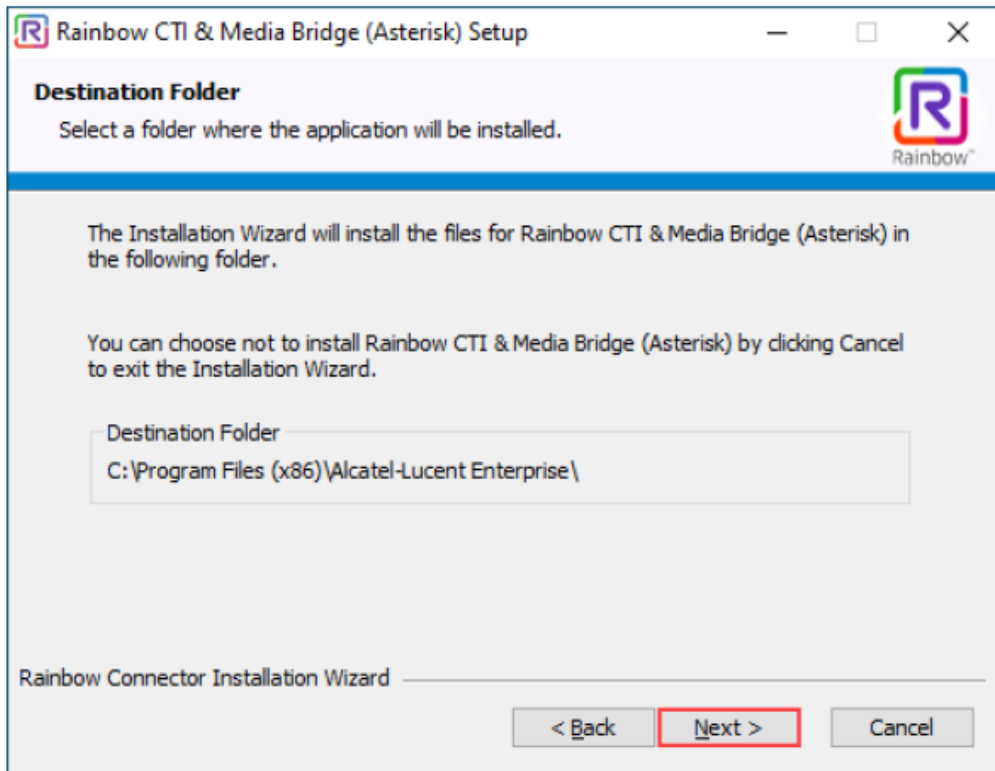 Rainbow CTI & Media Bridge (Asterisk) Setup
Destination Folder
Select a folder where the application will be installed.
R
Rainbow™
The Installation Wizard will install the files for Rainbow CTI & Media Bridge (Asterisk) in
the following folder.
You can choose not to install Rainbow CTI & Media Bridge (Asterisk) by clicking Cancel
to exit the Installation Wizard.
Destination Folder
C:\Program Files (x86)\Alcatel-Lucent Enterprise\
Rainbow Connector Installation Wizard
< Back Next > Cancel